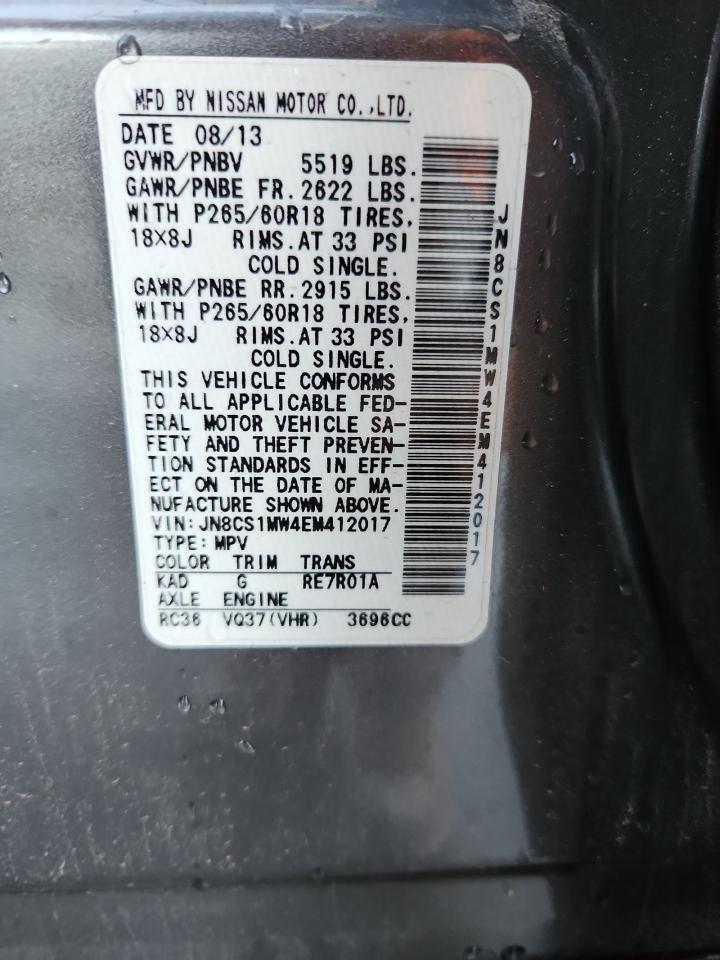 MFD BY NISSAN MOTOR CO.,LTD.
DATE 08/13
GVWR/PNBV 5519 LBS.
GAWR/PNBE FR. 2622 LBS.
WITH P265/60R18 TIRES,
18X8J RIMS.AT 33 PSI
COLD SINGLE.
GAWR/PNBE RR. 2915 LBS.
WITH P265/60R18 TIRES,
18X8J RIMS.AT 33 PSI
COLD SINGLE.
THIS VEHICLE CONFORMS
TO ALL APPLICABLE FED-
ERAL MOTOR VEHICLE SA-
FETY AND THEFT PREVEN-
TION STANDARDS IN EFF-
ECT ON THE DATE OF MA-
NUFACTURE SHOWN ABOVE.
VIN:JN8CS1MW4EM412017
TYPE:MPV
COLOR TRIM TRANS
KAD G RE7R01A
AXLE ENGINE
RC36 VQ37(VHR) 3696CC
JN8CS1MW4EM412017